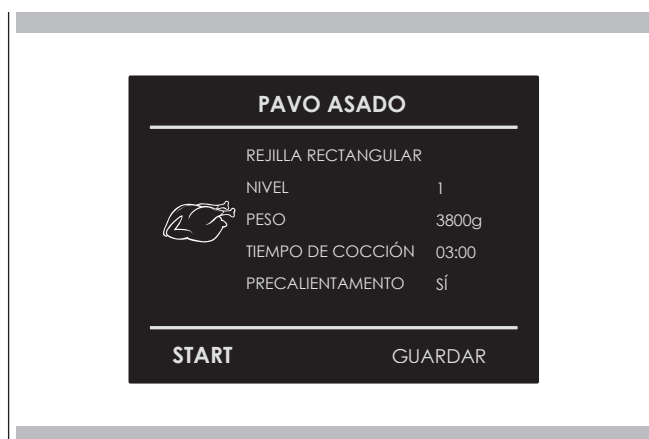 PAVO ASADO
REJILLA RECTANGULAR
NIVEL 1
PESO 3800g
TIEMPO DE COCCIÓN 03:00
PRECALIENTAMENTO SÍ
START GUARDAR